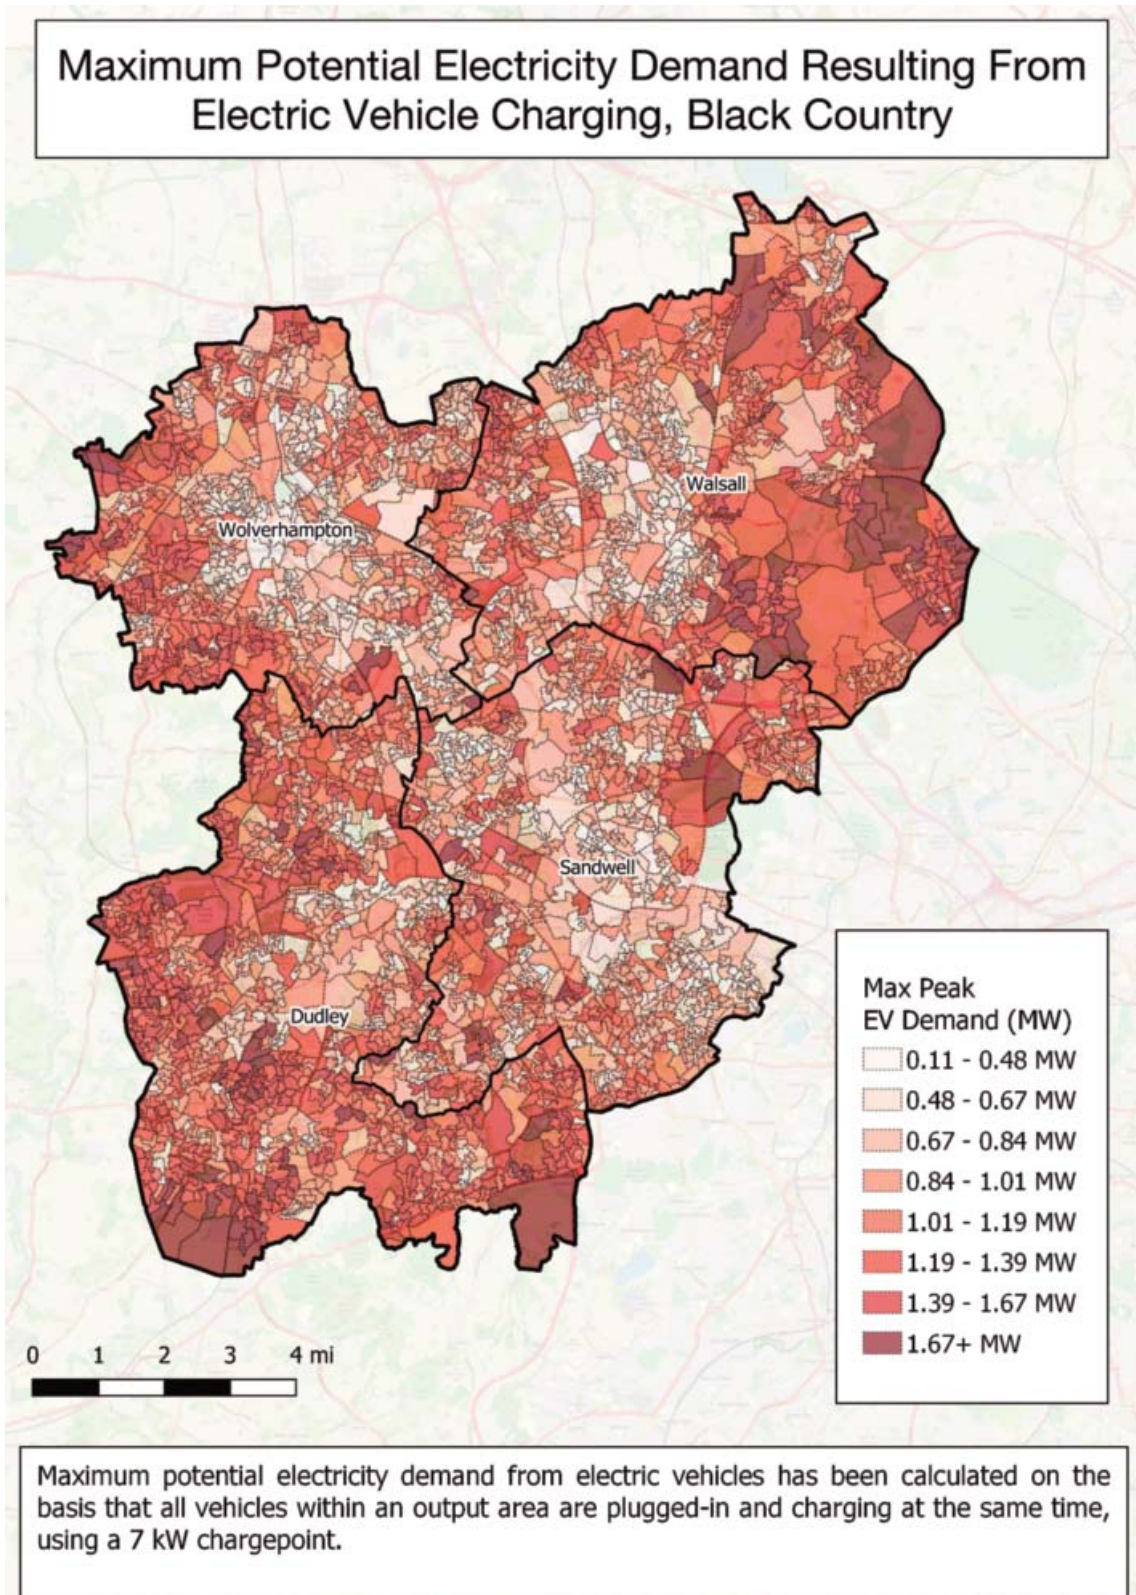 Maximum Potential Electricity Demand Resulting From
Electric Vehicle Charging, Black Country
Walsall
Wolverhampton
Sandwell
Dudley
Max Peak
EV Demand (MW)
0.11 - 0.48 MW
0.48 - 0.67 MW
0.67 - 0.84 MW
0.84 - 1.01 MW
1.01 - 1.19 MW
1.19 - 1.39 MW
1.39 - 1.67 MW
1.67+ MW
0 1 2 3 4 mi
Maximum potential electricity demand from electric vehicles has been calculated on the
basis that all vehicles within an output area are plugged-in and charging at the same time,
using a 7 kW chargepoint.